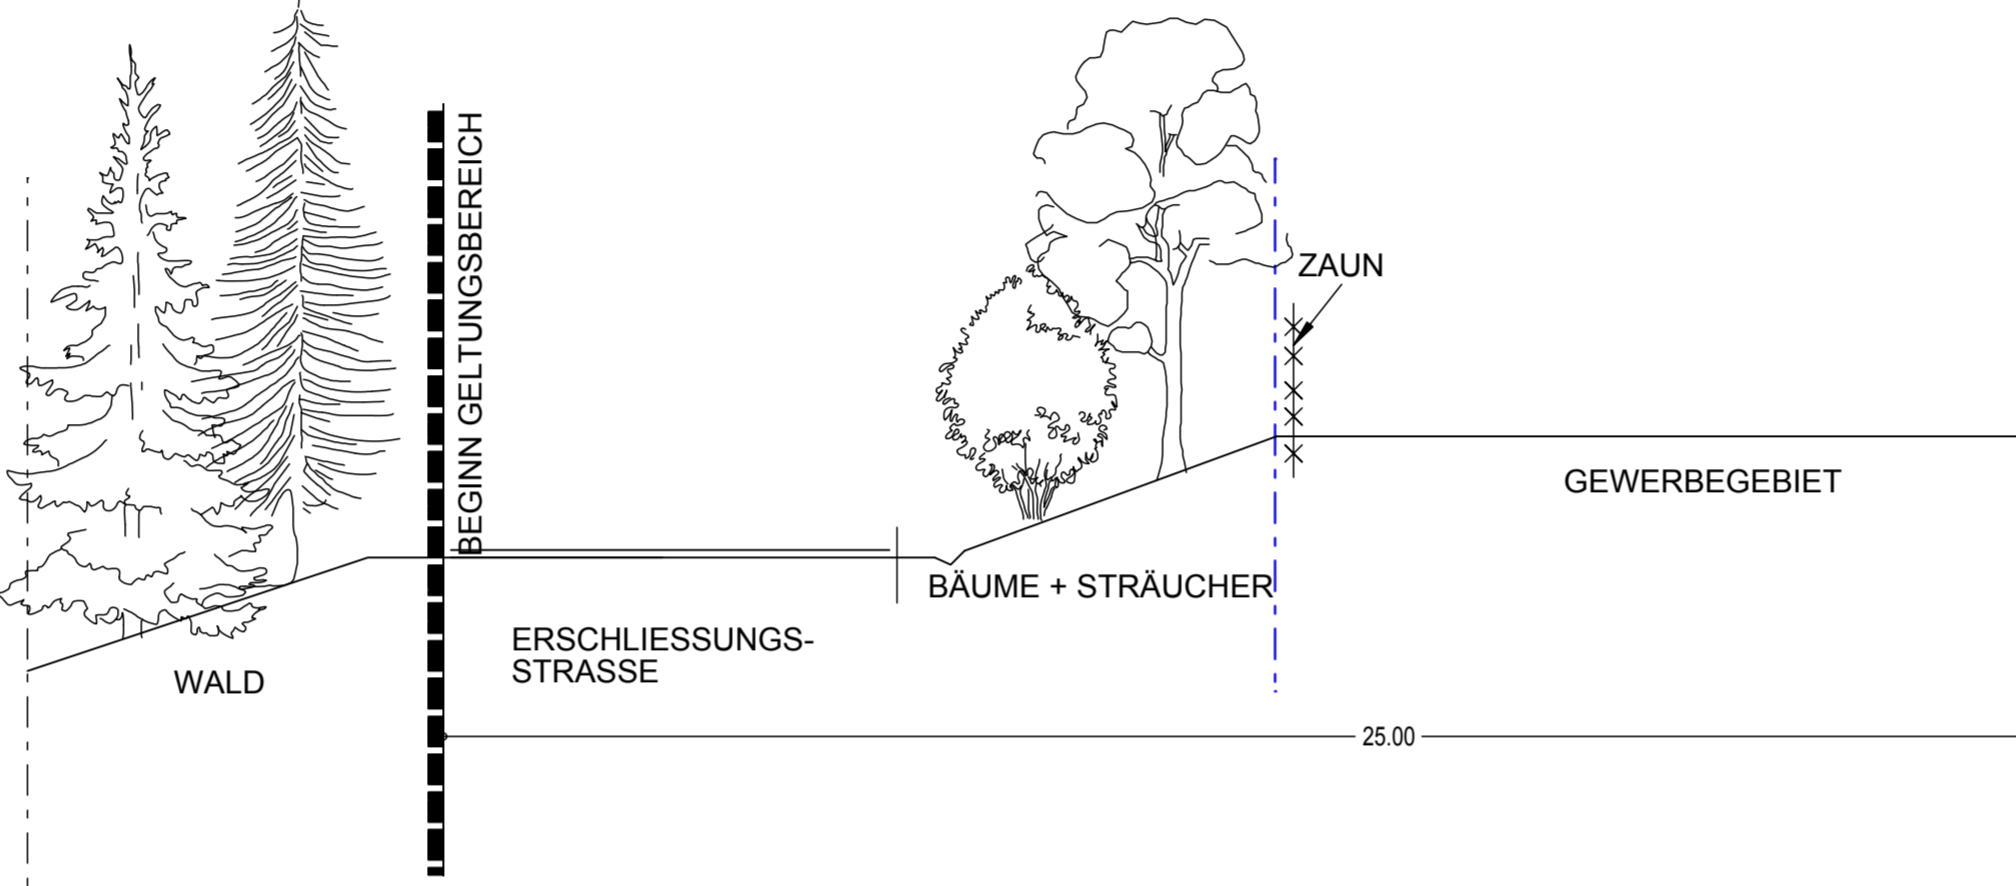 BEGINN GELTUNGSBEREICH
ZAUN
GEWERBEGEBIET
BÄUME + STRÄUCHER
ERSCHLIESSUNGS-
STRASSE
WALD
25.00